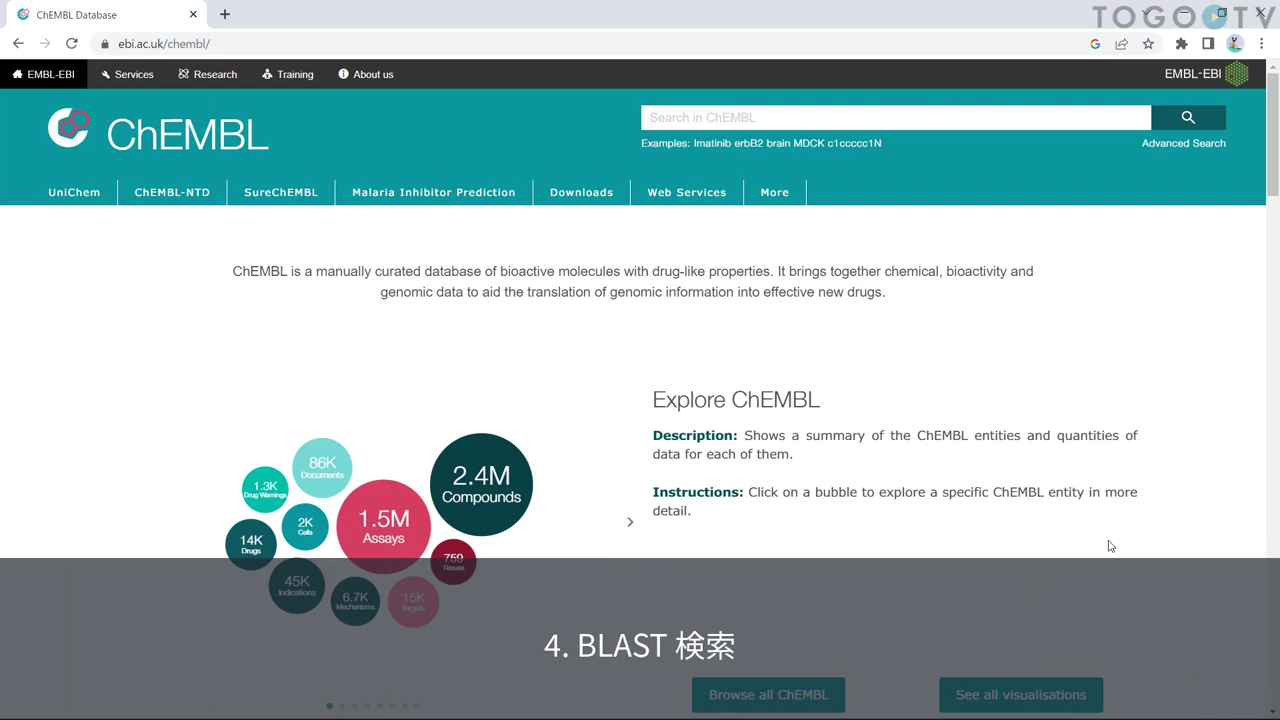 ChEMBL Database
TOGO TV
ebi.ac.uk/chembl/
EMBL-EBI Services Research Training About us EMBL-EBI
ChEMBL
Search in ChEMBL
Examples: Imatinib erbB2 brain MDCK c1ccccc1N Advanced Search
UniChem ChEMBL-NTD SureChEMBL Malaria Inhibitor Prediction Downloads Web Services More
ChEMBL is a manually curated database of bioactive molecules with drug-like properties. It brings together chemical, bioactivity and
genomic data to aid the translation of genomic information into effective new drugs.
86K
Documents
1.3K
Drug Warnings
2.4M
Compounds
2K
Cells
1.5M
Assays
14K
Drugs
759
Tissues
45K
Indications
6.7K
Mechanisms
15K
Targets
Explore ChEMBL
Description: Shows a summary of the ChEMBL entities and quantities of
data for each of them.
Instructions: Click on a bubble to explore a specific ChEMBL entity in more
detail.
4. BLAST 検索
Browse all ChEMBL See all visualisations